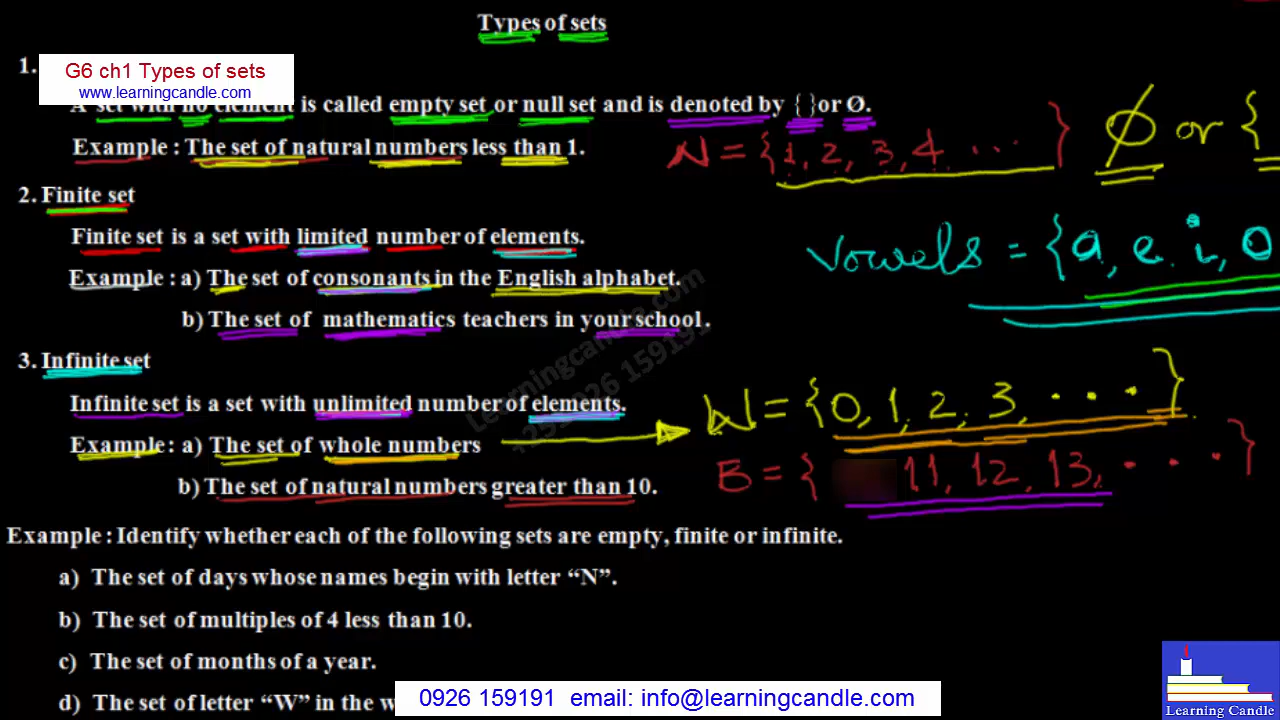 Types of sets
1.
G6 ch1 Types of sets
www.learningcandle.com
A set with no element is called empty set or null set and is denoted by { } or Ø.
Example : The set of natural numbers less than 1.
N = {1, 2, 3, 4 ... }
Ø or {
2. Finite set
Finite set is a set with limited number of elements.
Vowels = {a, e, i, o
Example : a) The set of consonants in the English alphabet.
b) The set of mathematics teachers in your school.
3. Infinite set
Infinite set is a set with unlimited number of elements.
W = {0, 1, 2, 3, ... }
Example : a) The set of whole numbers
B = { 11, 12, 13, ... }
b) The set of natural numbers greater than 10.
Learningcandle.com
+251926 159191
Example : Identify whether each of the following sets are empty, finite or infinite.
a) The set of days whose names begin with letter “N”.
b) The set of multiples of 4 less than 10.
c) The set of months of a year.
d) The set of letter “W” in the w
0926 159191 email: info@learningcandle.com
Learning Candle